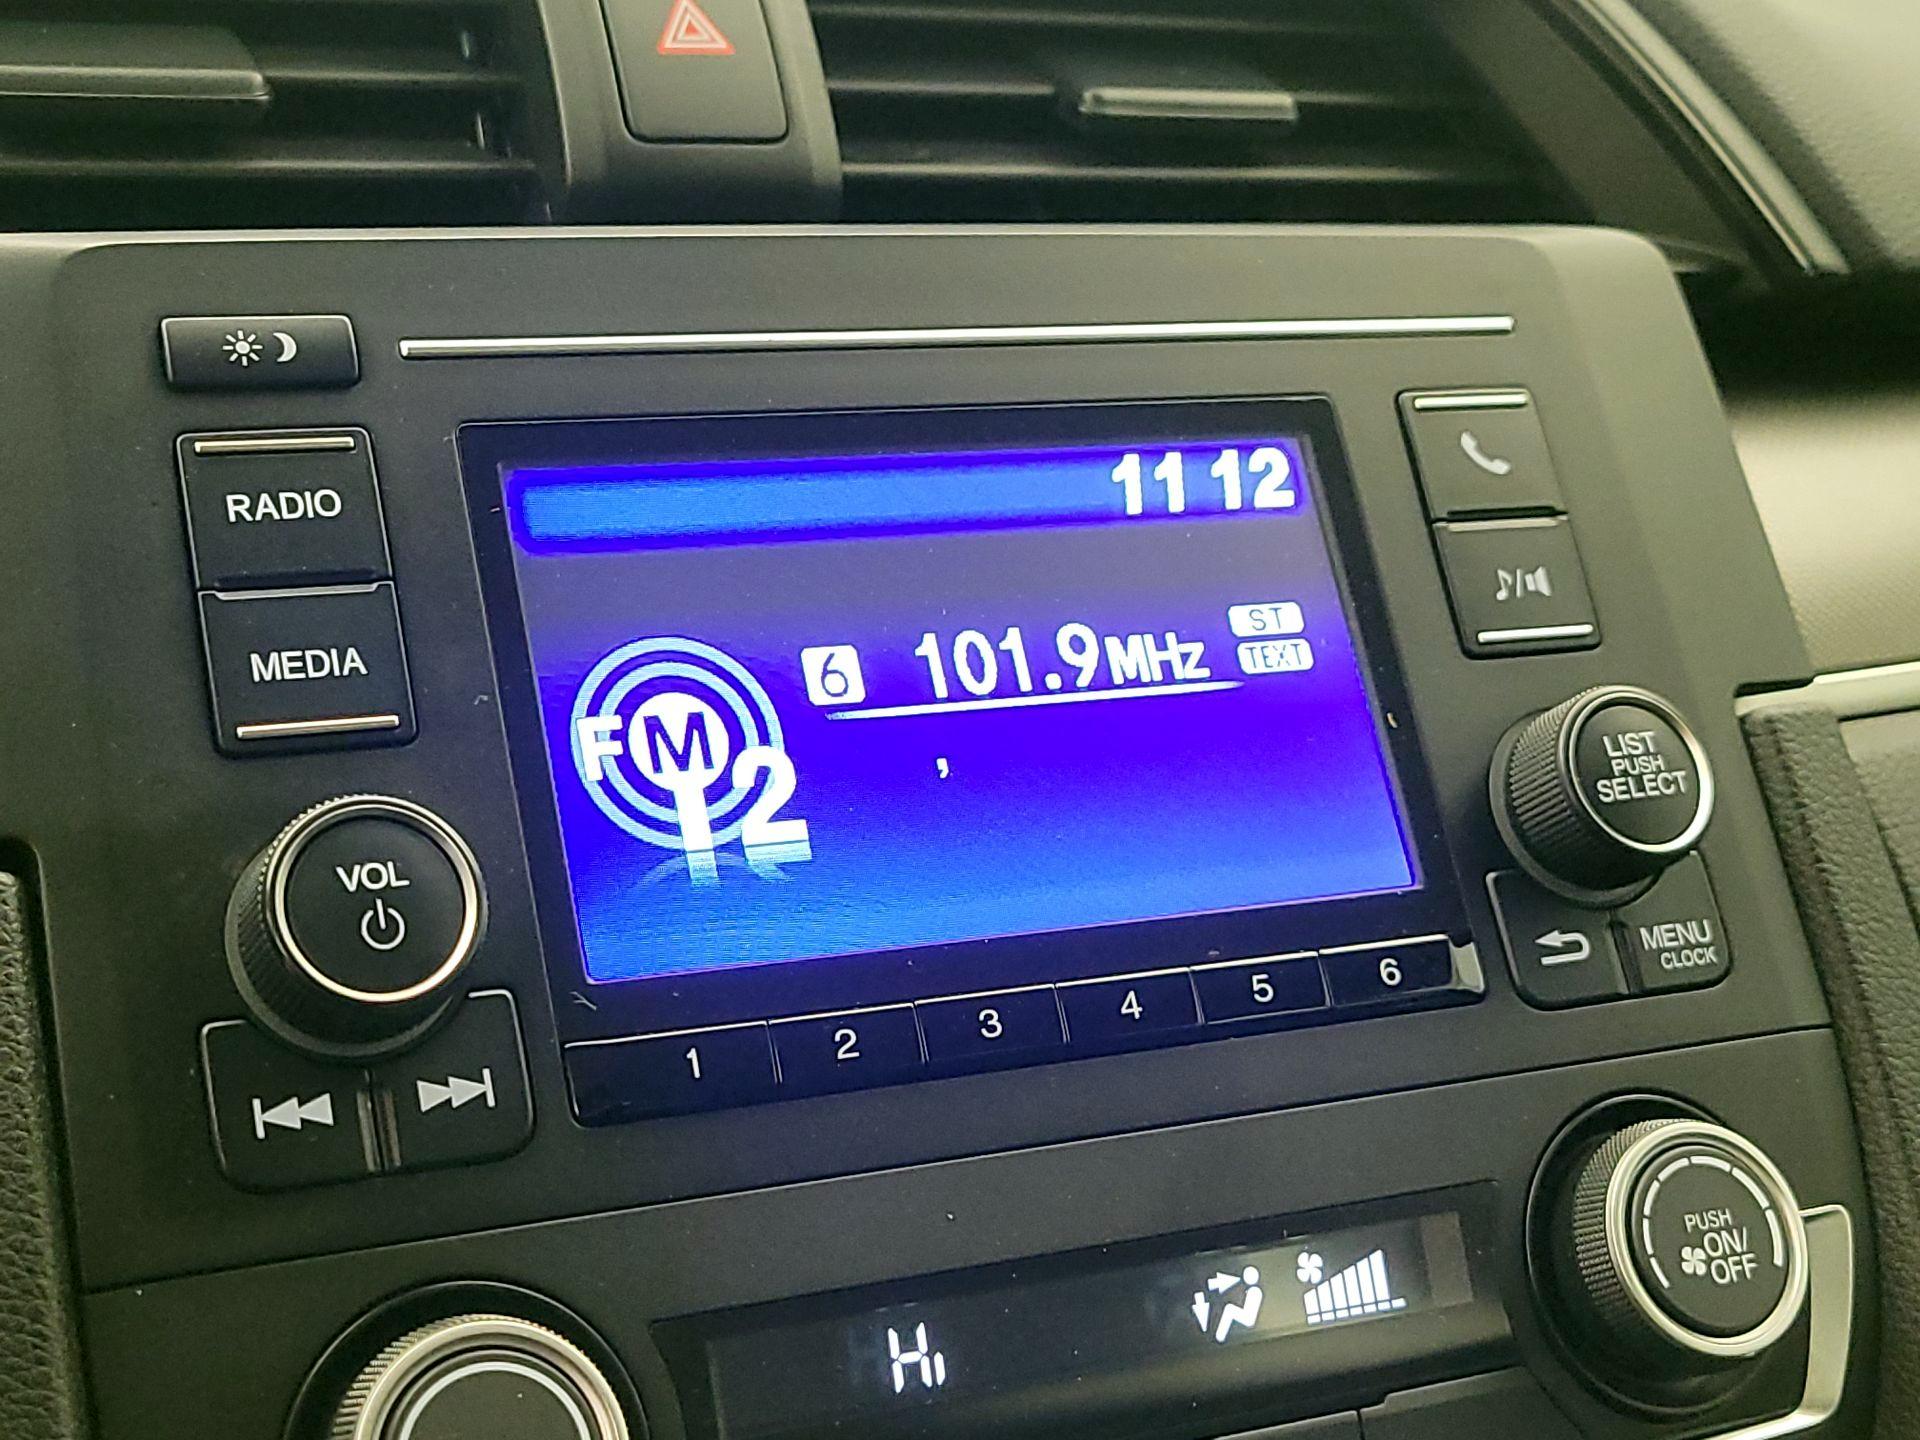 11 12
RADIO
MEDIA
6 101.9MHz ST
TEXT
FM
12
,
VOL
LIST
PUSH
SELECT
MENU
CLOCK
1 2 3 4 5 6
PUSH
ON/
OFF
Hi